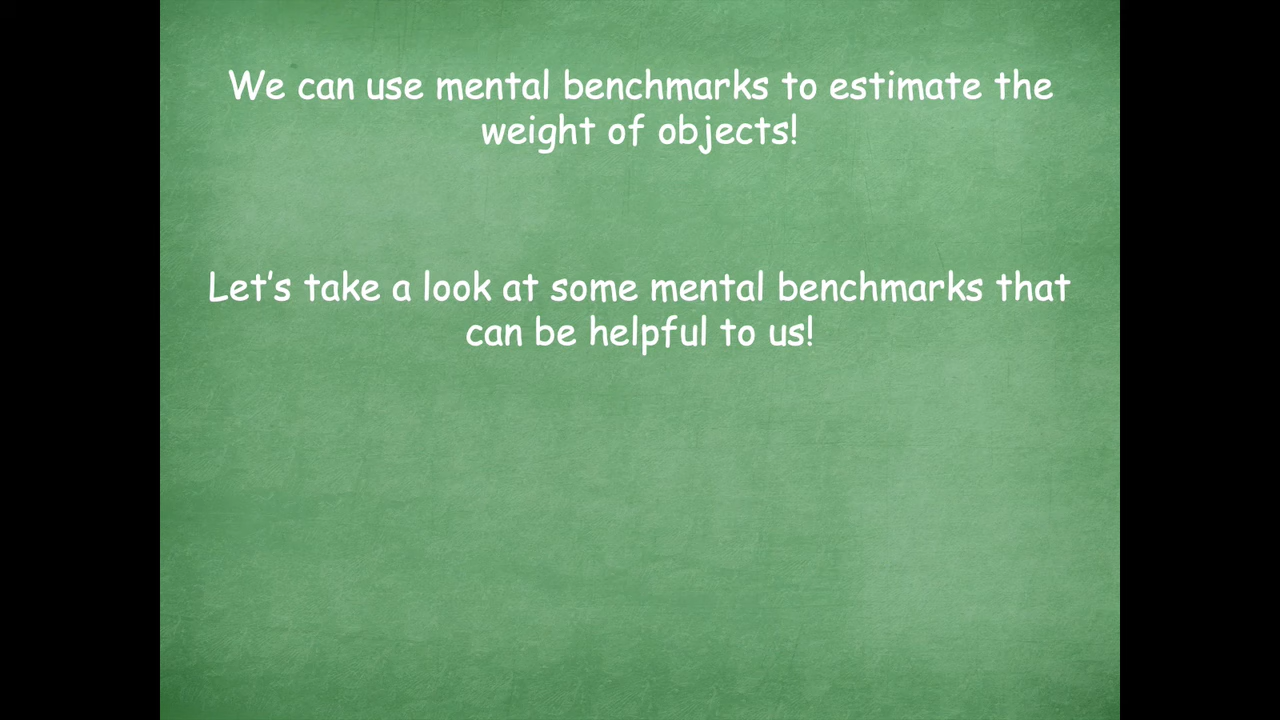 We can use mental benchmarks to estimate the
weight of objects!
Let’s take a look at some mental benchmarks that
can be helpful to us!